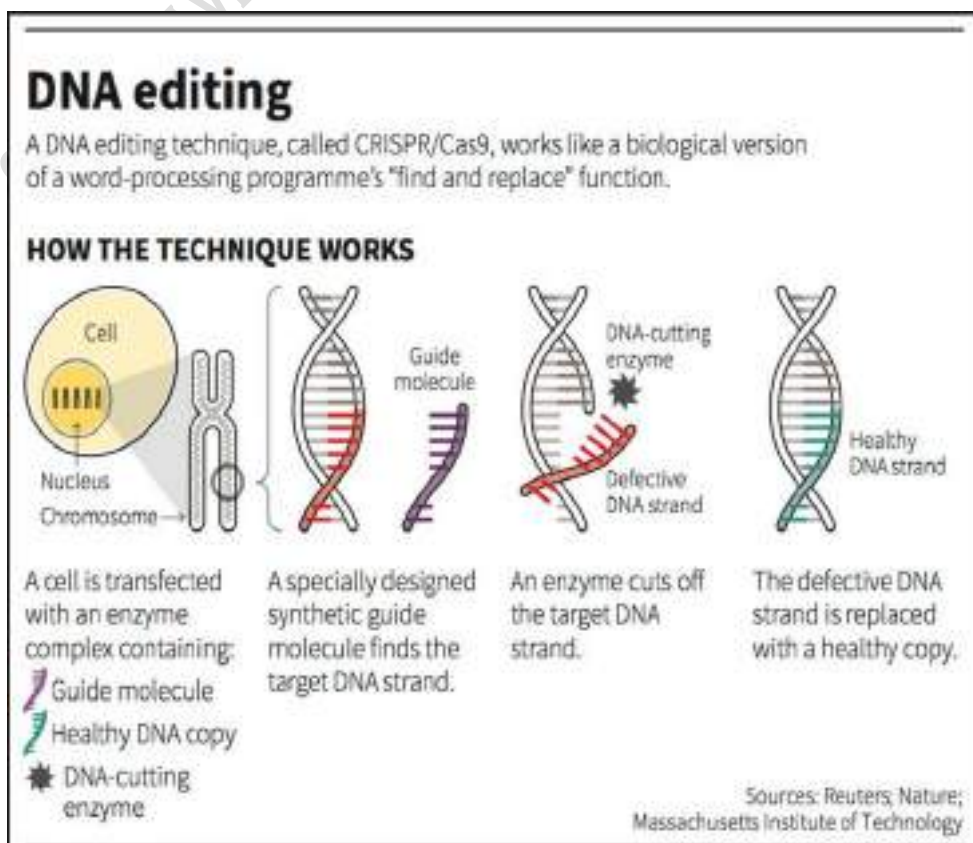 DNA editing
A DNA editing technique, called CRISPR/Cas9, works like a biological version
of a word-processing programme's "find and replace" function.
HOW THE TECHNIQUE WORKS
Cell
Nucleus
Chromosome
Guide
molecule
DNA-cutting
enzyme
Defective
DNA strand
Healthy
DNA strand
A cell is transfected
with an enzyme
complex containing:
Guide molecule
Healthy DNA copy
DNA-cutting
enzyme
A specially designed
synthetic guide
molecule finds the
target DNA strand.
An enzyme cuts off
the target DNA
strand.
The defective DNA
strand is replaced
with a healthy copy.
Sources: Reuters; Nature;
Massachusetts Institute of Technology